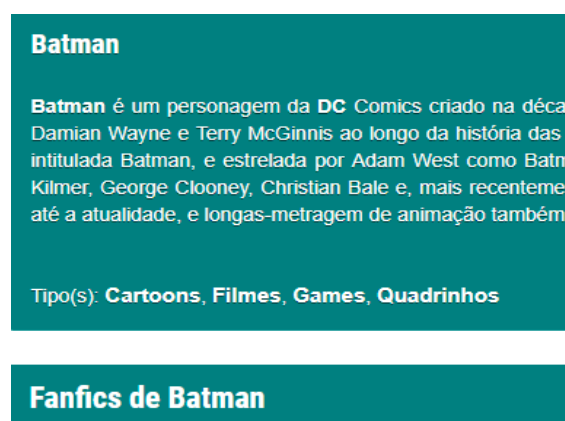 Batman
Batman é um personagem da DC Comics criado na déca
Damian Wayne e Terry McGinnis ao longo da história das
intitulada Batman, e estrelada por Adam West como Batm
Kilmer, George Clooney, Christian Bale e, mais recenteme
até a atualidade, e longas-metragem de animação também
Tipo(s): Cartoons, Filmes, Games, Quadrinhos
Fanfics de Batman